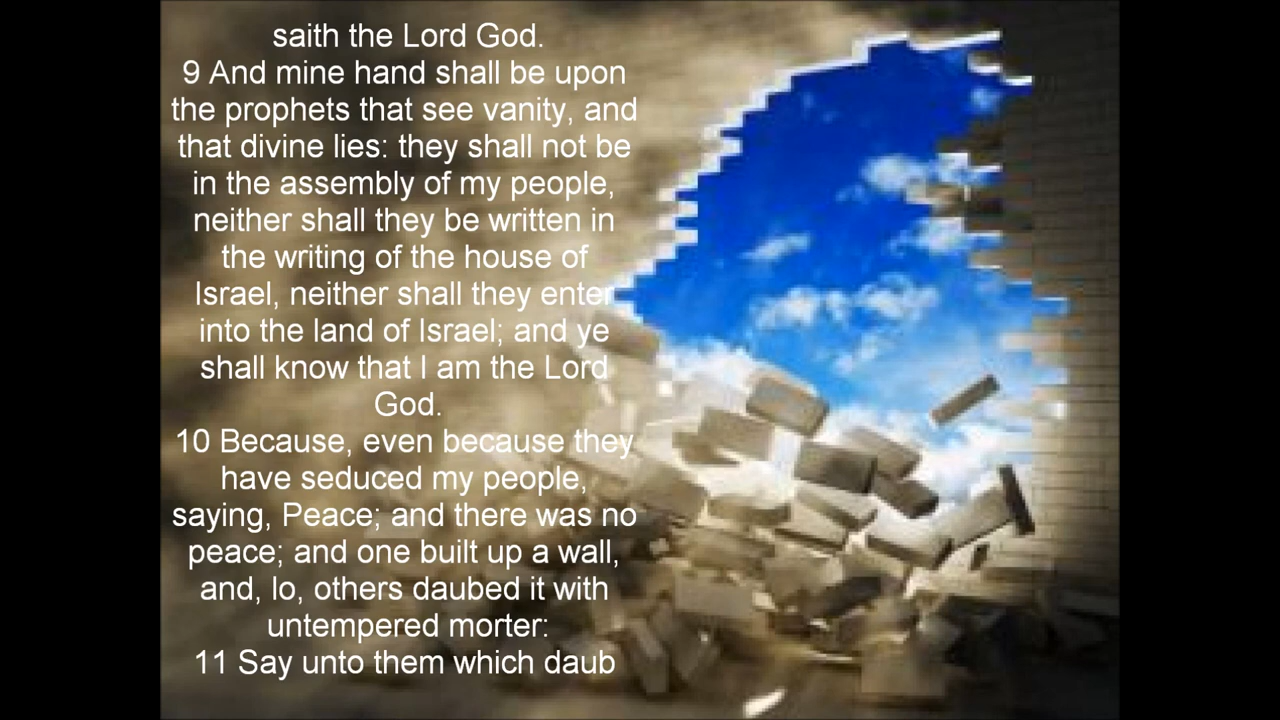 saith the Lord God.
9 And mine hand shall be upon
the prophets that see vanity, and
that divine lies: they shall not be
in the assembly of my people,
neither shall they be written in
the writing of the house of
Israel, neither shall they enter
into the land of Israel; and ye
shall know that I am the Lord
God.
10 Because, even because they
have seduced my people,
saying, Peace; and there was no
peace; and one built up a wall,
and, lo, others daubed it with
untempered morter:
11 Say unto them which daub